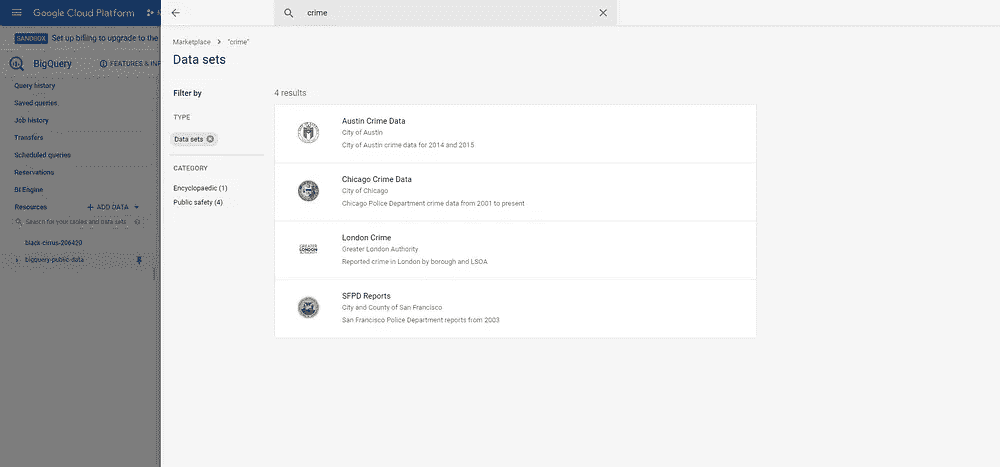 Google Cloud Platform
crime
SANDBOX Set up billing to upgrade to the
Marketplace > "crime"
BigQuery
FEATURES & INF
Data sets
Query history
Saved queries
Job history
Transfers
Scheduled queries
Reservations
BI Engine
Resources
+ ADD DATA
Search for your tables and data sets
black-cirrus-206420
bigquery-public-data
Filter by
TYPE
Data sets
CATEGORY
Encyclopaedic (1)
Public safety (4)
4 results
Austin Crime Data
City of Austin
City of Austin crime data for 2014 and 2015
Chicago Crime Data
City of Chicago
Chicago Police Department crime data from 2001 to present
GREATER
LONDON
AUTHORITY
London Crime
Greater London Authority
Reported crime in London by borough and LSOA
SFPD Reports
City and County of San Francisco
San Francisco Police Department reports from 2003